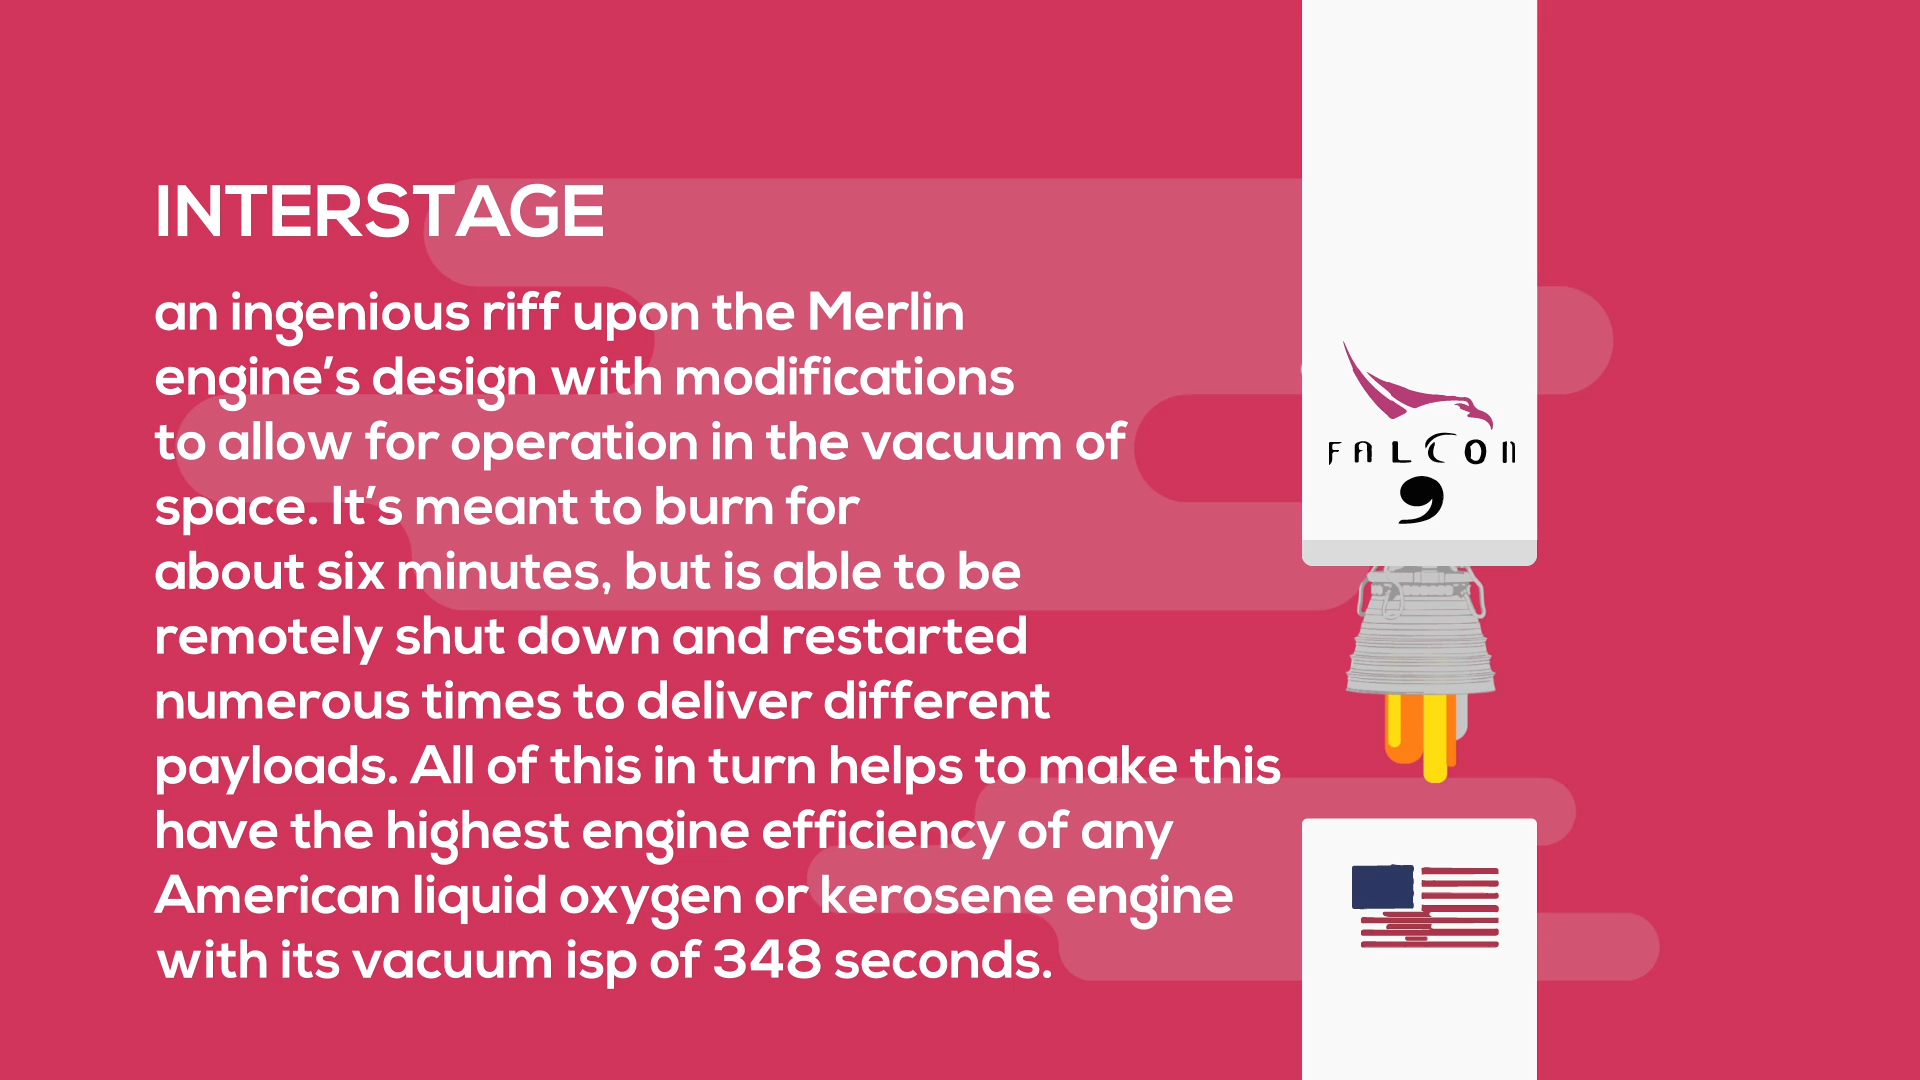 INTERSTAGE
an ingenious riff upon the Merlin
engine's design with modifications
to allow for operation in the vacuum of
space. It's meant to burn for
about six minutes, but is able to be
remotely shut down and restarted
numerous times to deliver different
payloads. All of this in turn helps to make this
have the highest engine efficiency of any
American liquid oxygen or kerosene engine
with its vacuum isp of 348 seconds.
FALCON
9